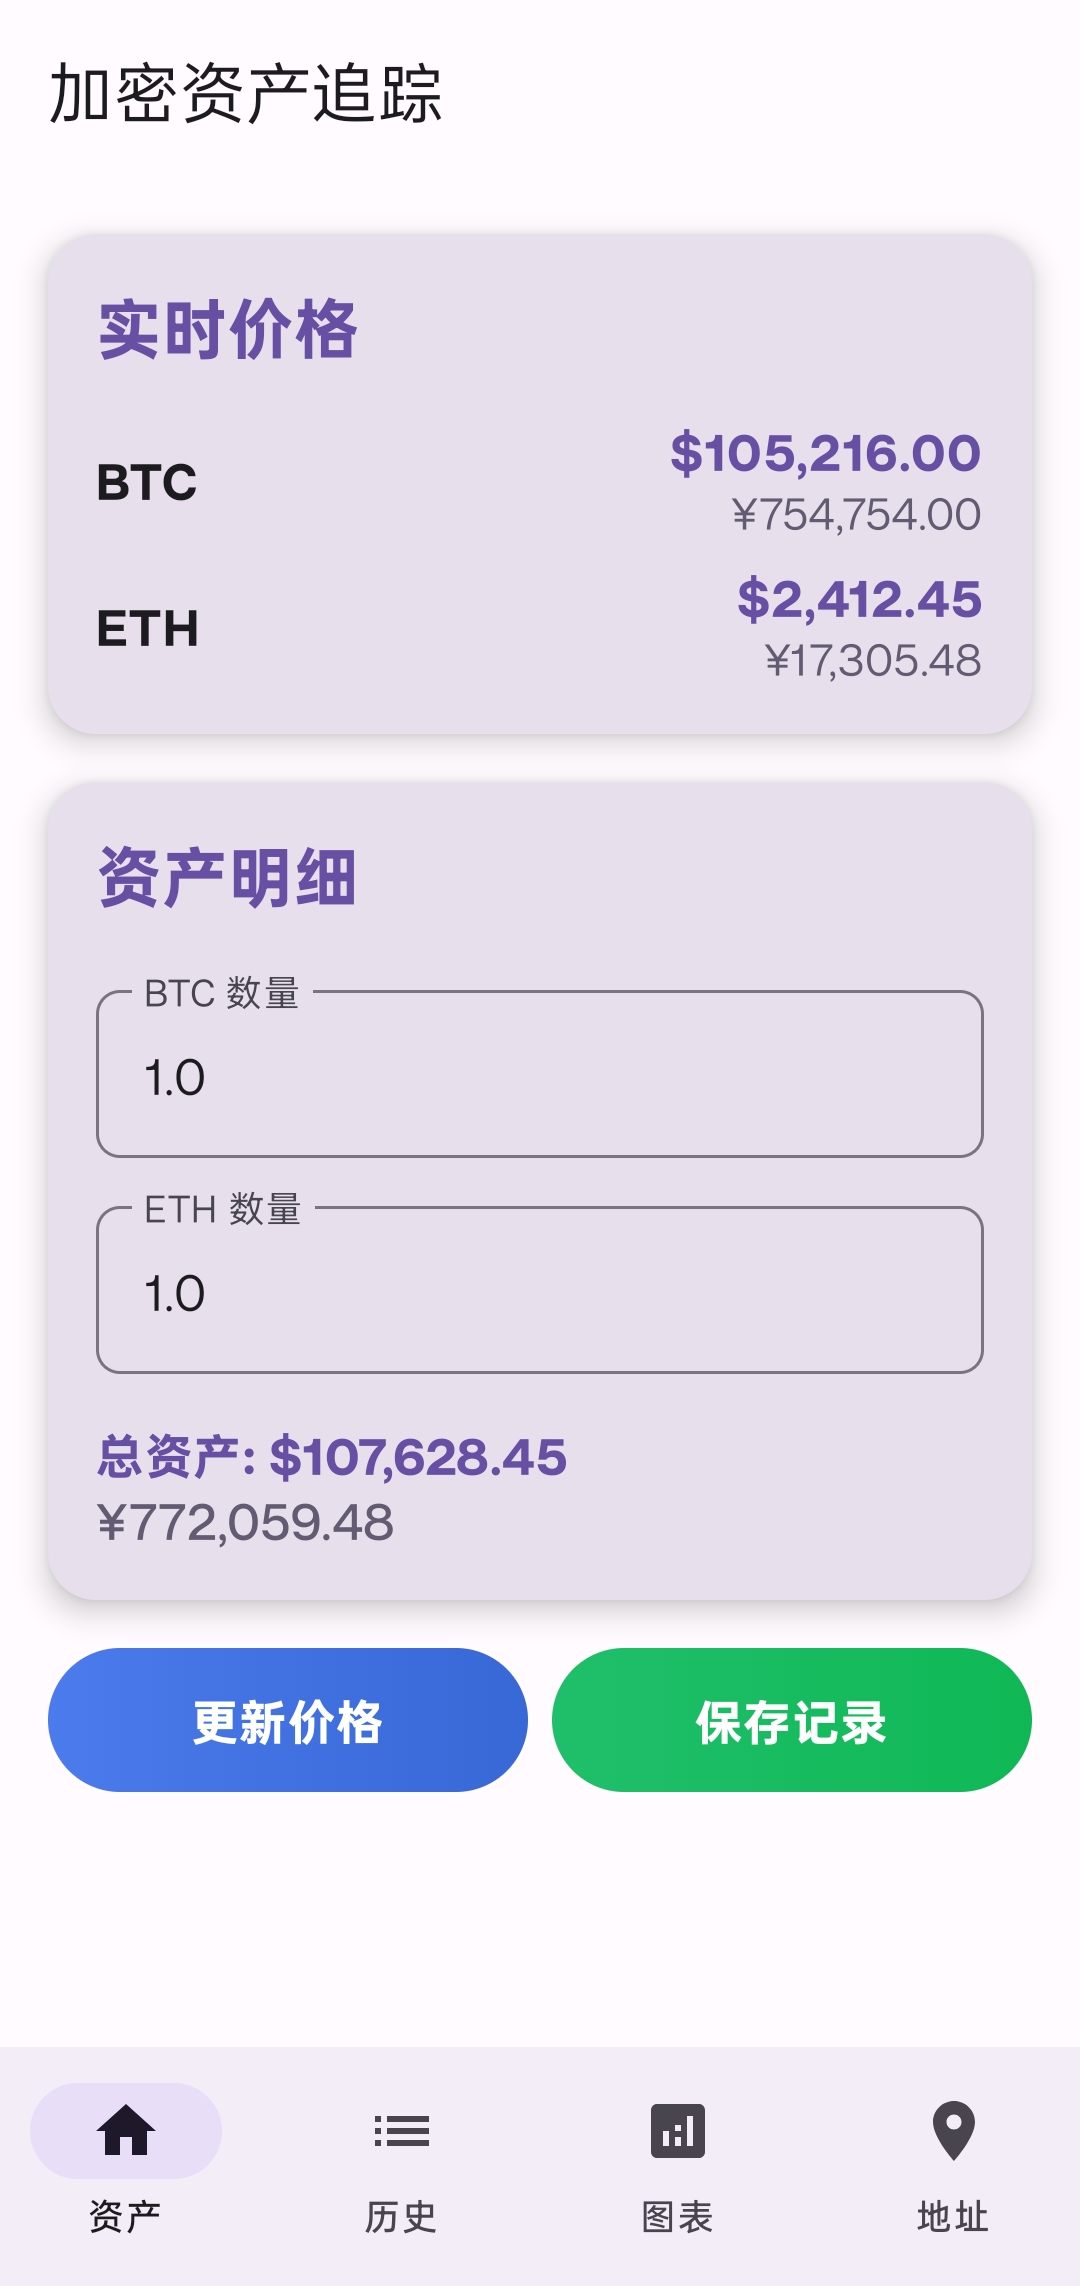 加密资产追踪
实时价格
BTC
$105,216.00
¥754,754.00
ETH
$2,412.45
¥17,305.48
资产明细
BTC 数量
1.0
ETH 数量
1.0
总资产: $107,628.45
¥772,059.48
更新价格
保存记录
资产
历史
图表
地址